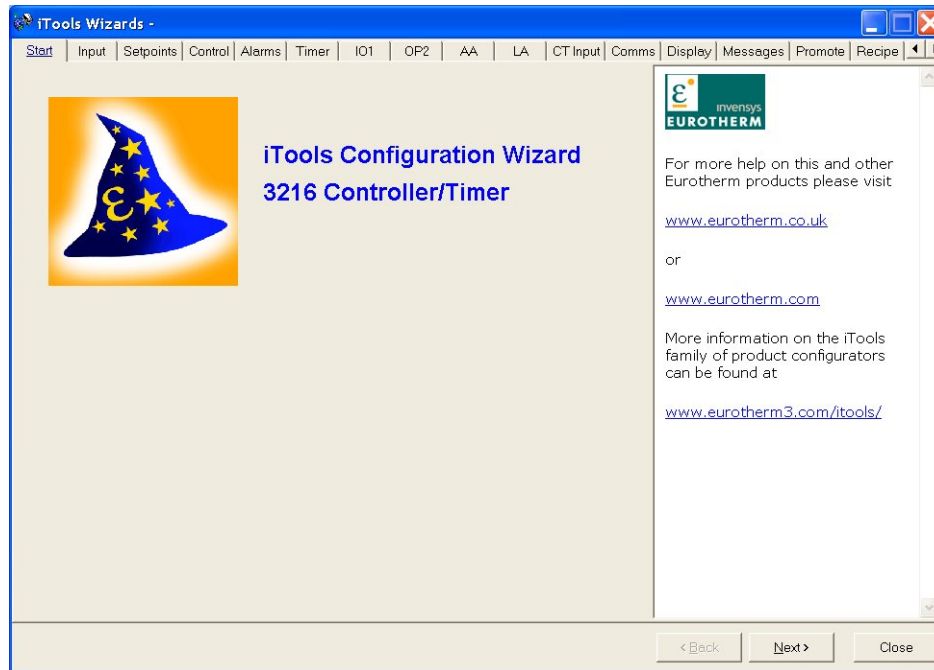 iTools Wizards -
Start Input Setpoints Control Alarms Timer IO1 OP2 AA LA CT Input Comms Display Messages Promote Recipe
ε
invensys
EUROTHERM
iTools Configuration Wizard
3216 Controller/Timer
ε
For more help on this and other
Eurotherm products please visit
www.eurotherm.co.uk
or
www.eurotherm.com
More information on the iTools
family of product configurators
can be found at
www.eurotherm3.com/itools/
< Back Next > Close